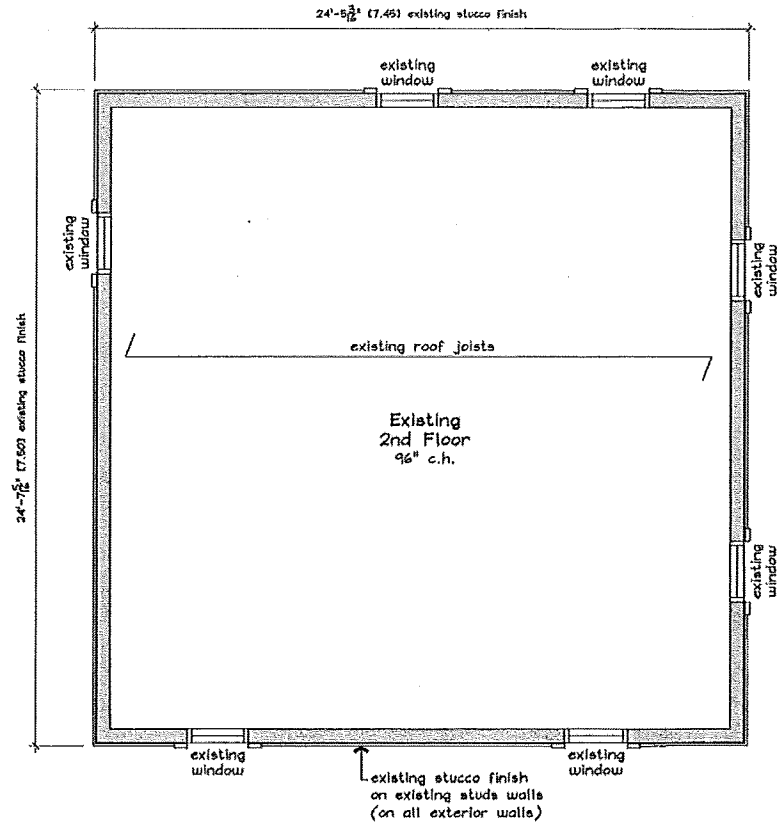 24'-5 3/16" [7.45] existing stucco finish
existing
window
existing
window
existing
window
existing
window
24'-7 5/16" [7.50] existing stucco finish
existing roof joists
Existing
2nd Floor
96" c.h.
existing
window
existing
window
existing
window
existing stucco finish
on existing studs walls
(on all exterior walls)